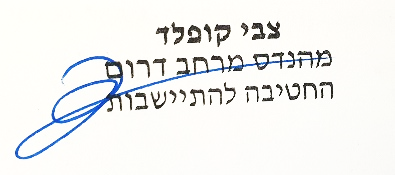 צבי קופלד
מהנדס מרחב דרום
החטיבה להתיישבות